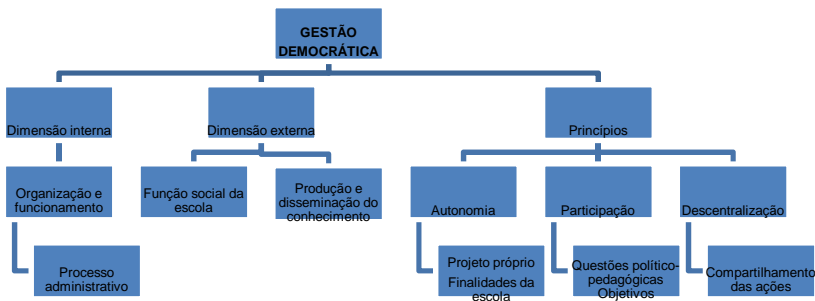 GESTÃO
DEMOCRÁTICA
Dimensão interna
Dimensão externa
Princípios
Organização e
funcionamento
Função social da
escola
Produção e
disseminação do
conhecimento
Autonomia
Participação
Descentralização
Processo
administrativo
Projeto próprio
Finalidades da
escola
Questões político-
pedagógicas
Objetivos
Compartilhamento
das ações